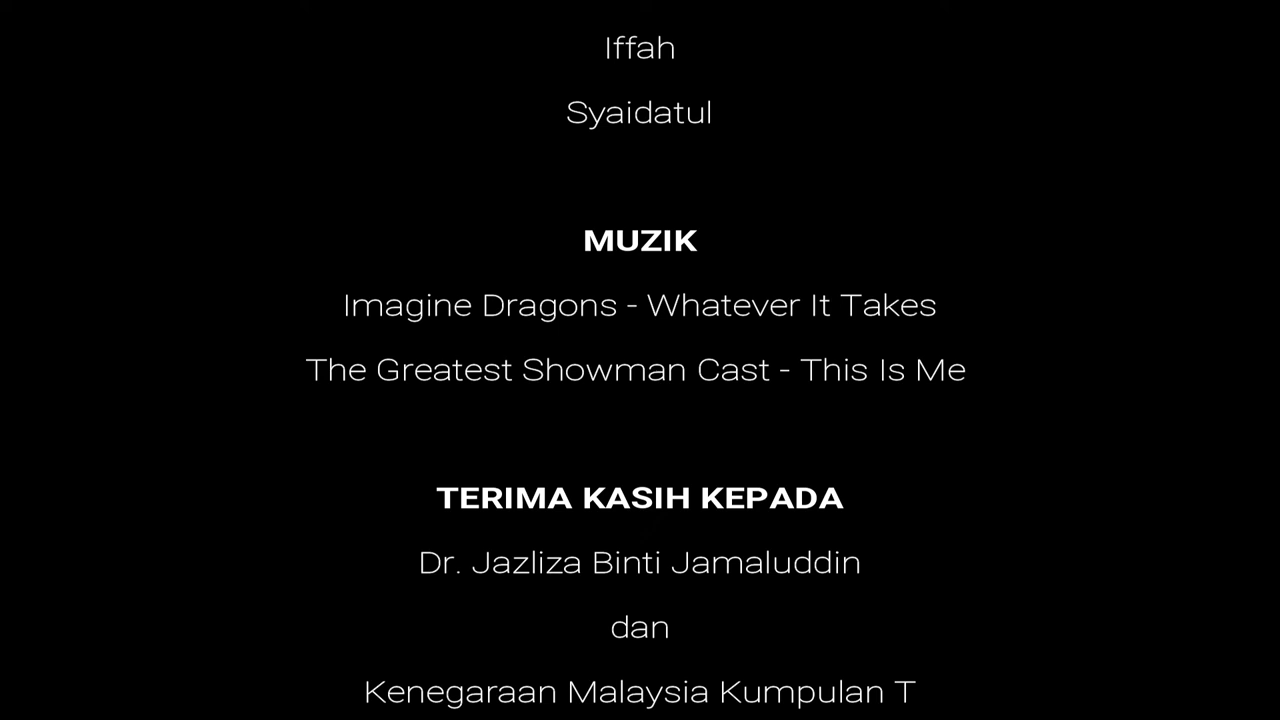 Iffah
Syaidatul
MUZIK
Imagine Dragons - Whatever It Takes
The Greatest Showman Cast - This Is Me
TERIMA KASIH KEPADA
Dr. Jazliza Binti Jamaluddin
dan
Kenegaraan Malaysia Kumpulan T